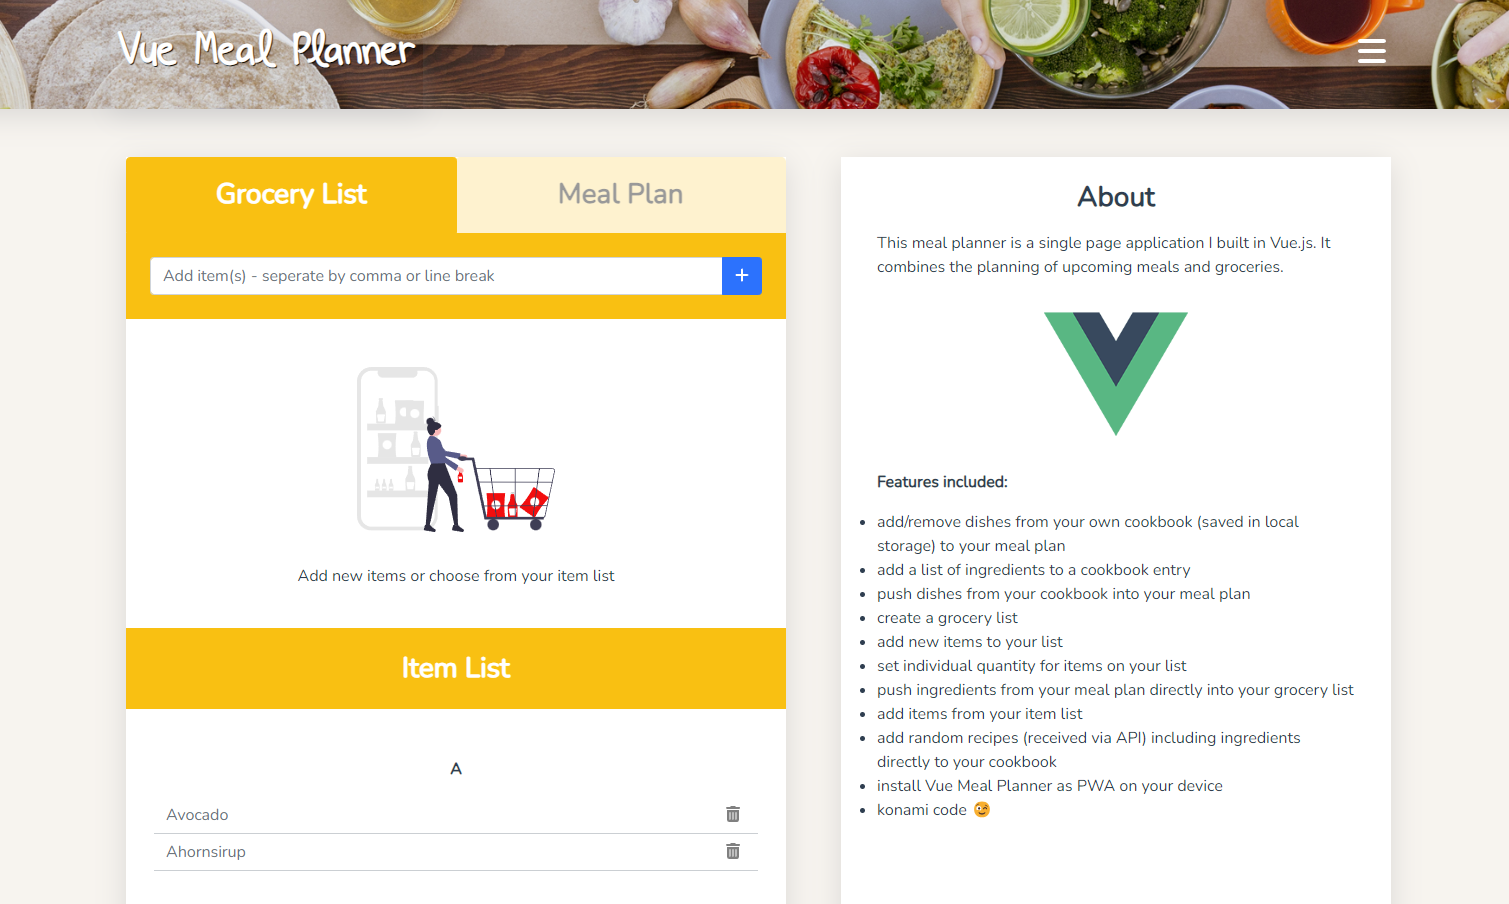 Vue Meal Planner
Grocery List
Meal Plan
Add item(s) - seperate by comma or line break
+
Add new items or choose from your item list
Item List
A
Avocado
Ahornsirup
About
This meal planner is a single page application I built in Vue.js. It
combines the planning of upcoming meals and groceries.
Features included:
• add/remove dishes from your own cookbook (saved in local
storage) to your meal plan
• add a list of ingredients to a cookbook entry
• push dishes from your cookbook into your meal plan
• create a grocery list
• add new items to your list
• set individual quantity for items on your list
• push ingredients from your meal plan directly into your grocery list
• add items from your item list
• add random recipes (received via API) including ingredients
directly to your cookbook
• install Vue Meal Planner as PWA on your device
• konami code 😉